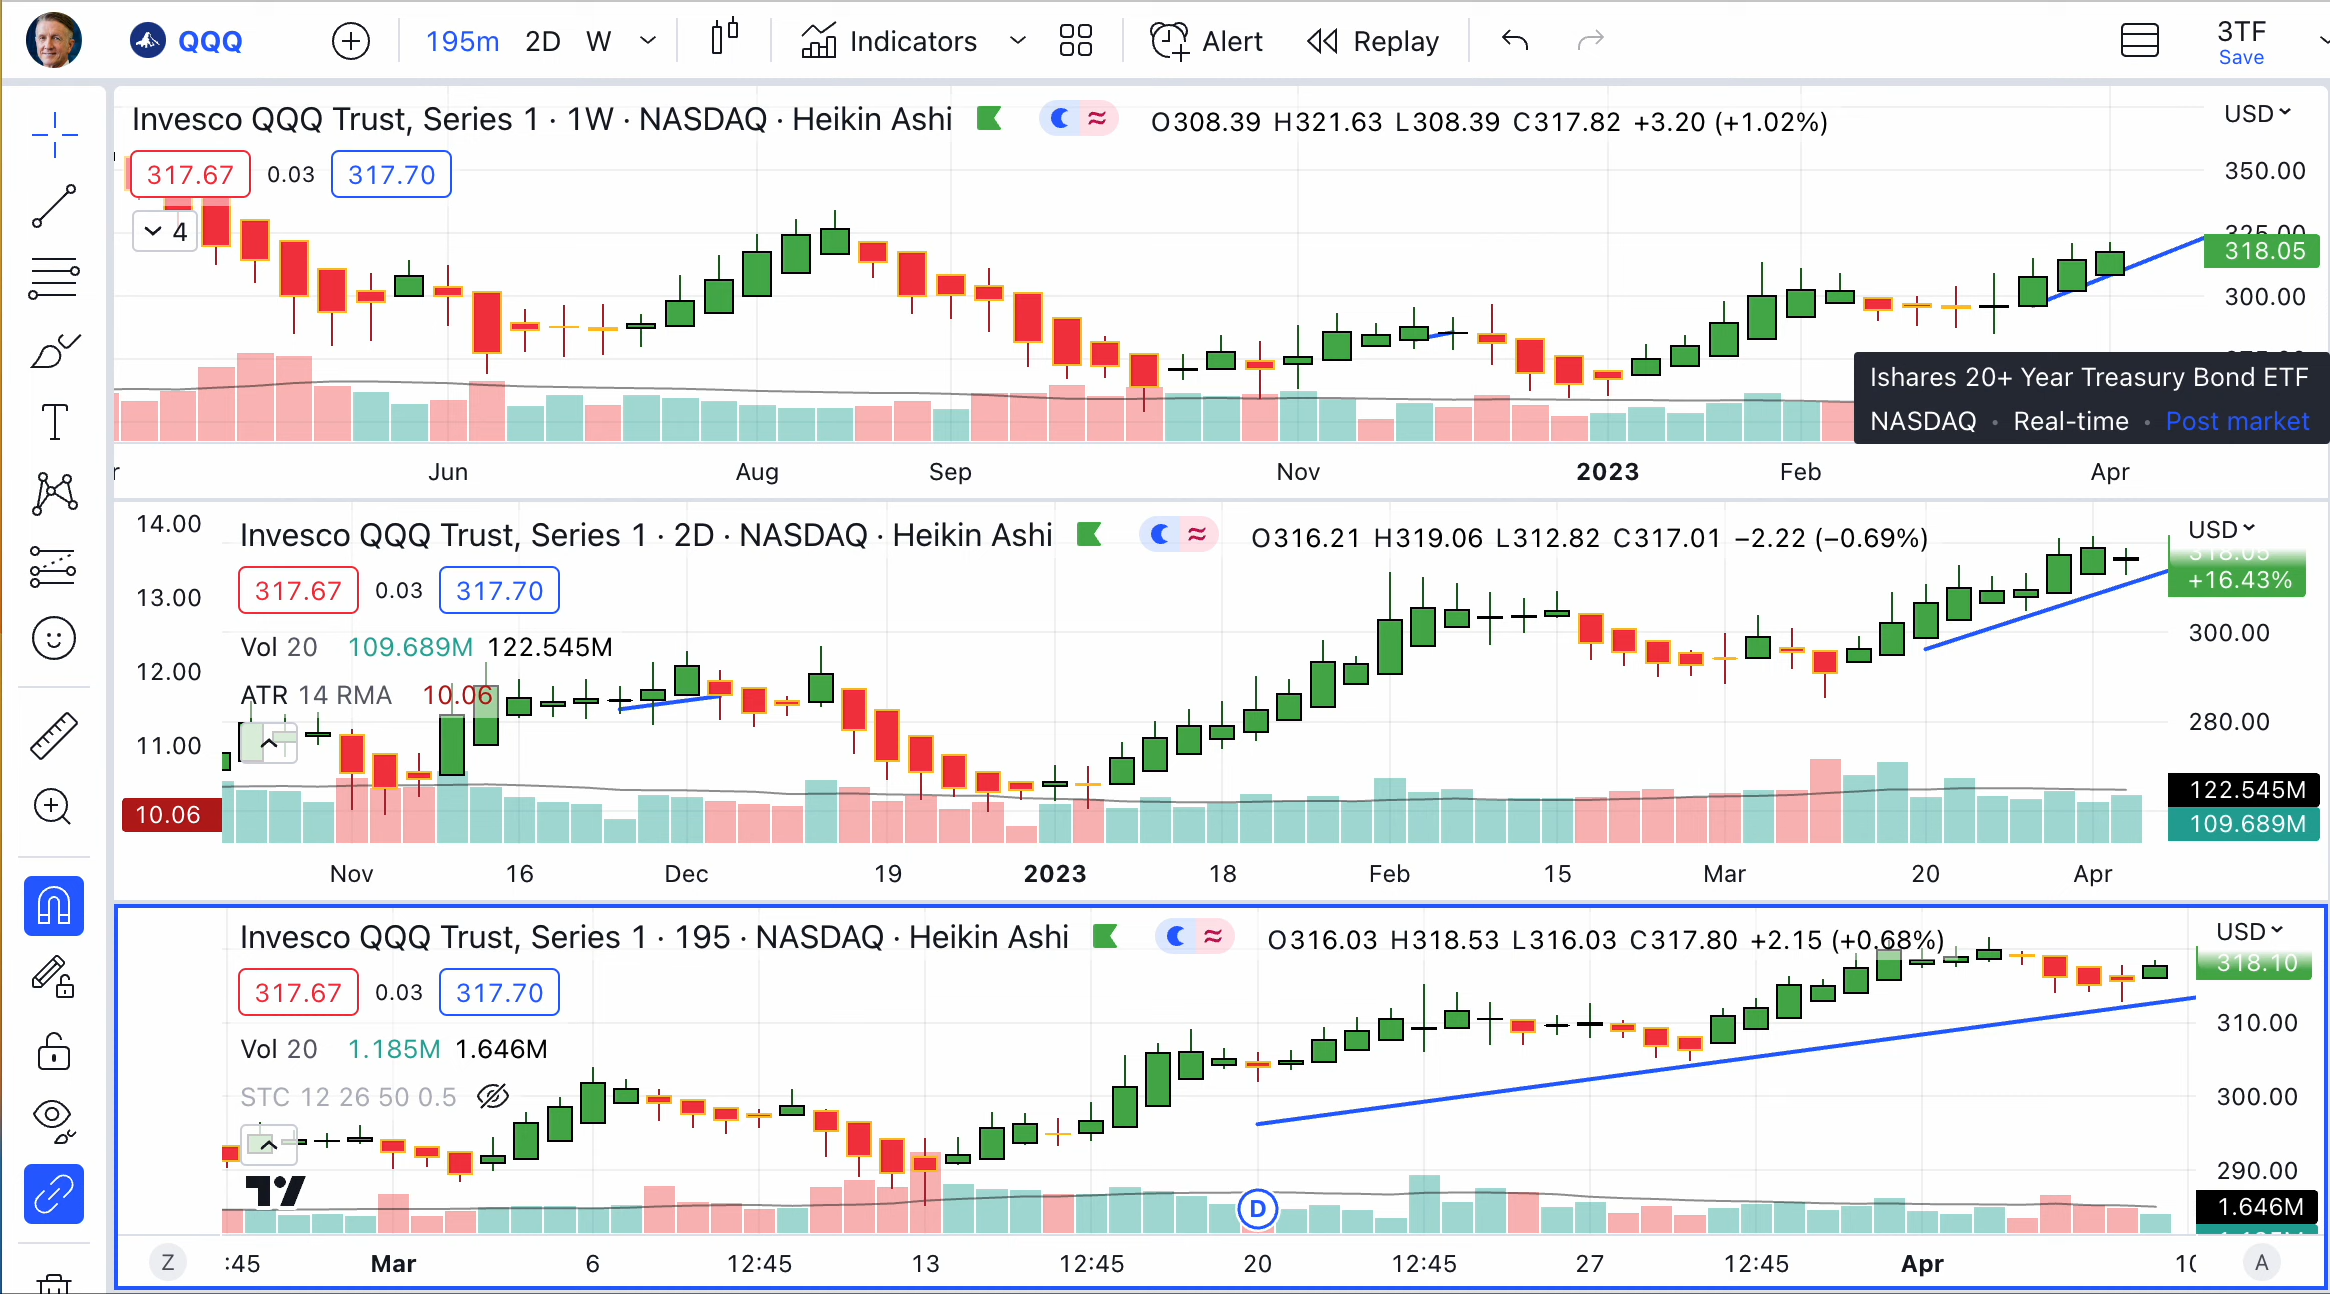 QQQ 195m 2D W Indicators Alert Replay 3TF
Save
Invesco QQQ Trust, Series 1 · 1W · NASDAQ · Heikin Ashi O308.39 H321.63 L308.39 C317.82 +3.20 (+1.02%) USD
317.67 0.03 317.70 350.00
4
325.00
318.05
300.00
Ishares 20+ Year Treasury Bond ETF
NASDAQ · Real-time · Post market
Jun Aug Sep Nov 2023 Feb Apr
14.00 Invesco QQQ Trust, Series 1 · 2D · NASDAQ · Heikin Ashi O316.21 H319.06 L312.82 C317.01 −2.22 (−0.69%) USD
318.05
+16.43%
317.67 0.03 317.70
13.00
Vol 20 109.689M 122.545M 300.00
12.00
ATR 14 RMA 10.06
280.00
11.00
122.545M
10.06
109.689M
Nov 16 Dec 19 2023 18 Feb 15 Mar 20 Apr
Invesco QQQ Trust, Series 1 · 195 · NASDAQ · Heikin Ashi O316.03 H318.53 L316.03 C317.80 +2.15 (+0.68%) USD
318.10
317.67 0.03 317.70
310.00
Vol 20 1.185M 1.646M
STC 12 26 50 0.5 300.00
290.00
D 1.646M
Z :45 Mar 6 12:45 13 12:45 20 12:45 27 12:45 Apr A